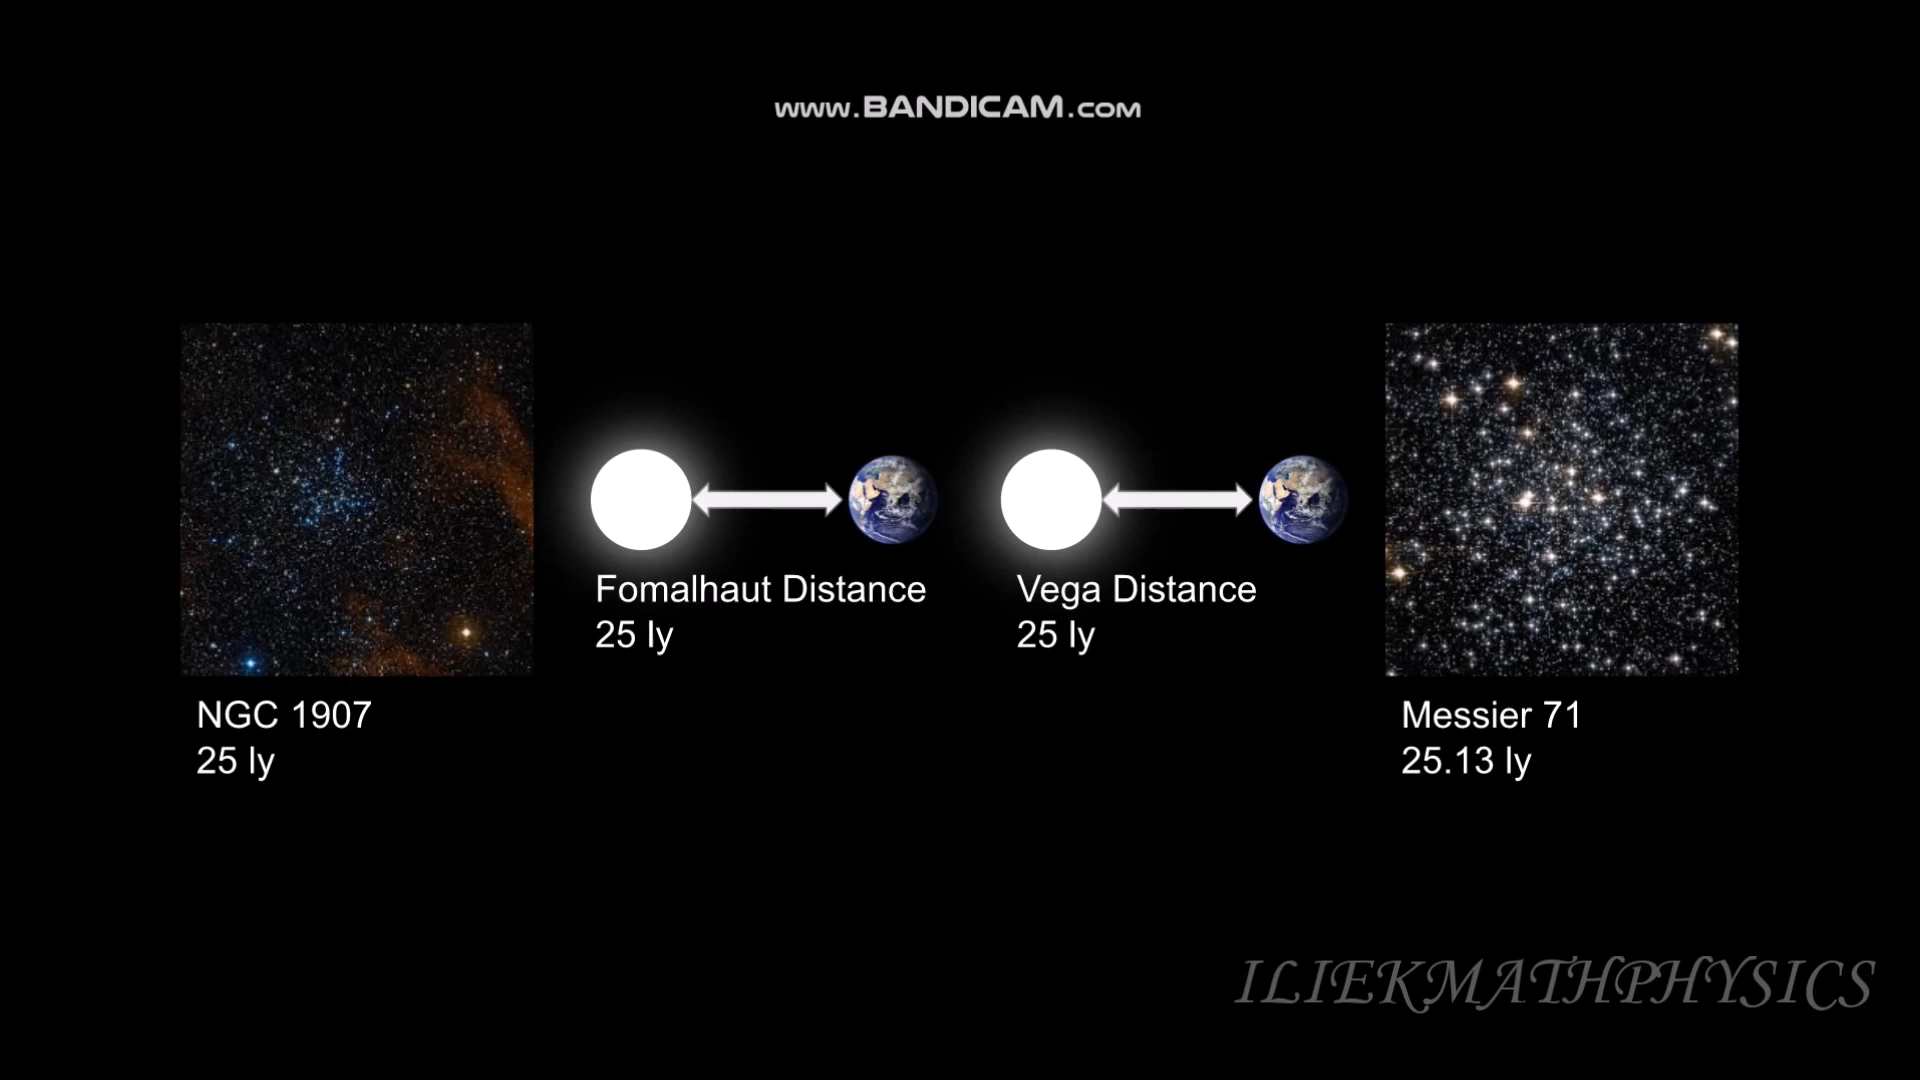 www.BANDICAM.com
Fomalhaut Distance
25 ly
Vega Distance
25 ly
NGC 1907
25 ly
Messier 71
25.13 ly
ILIEKMATHPHYSICS